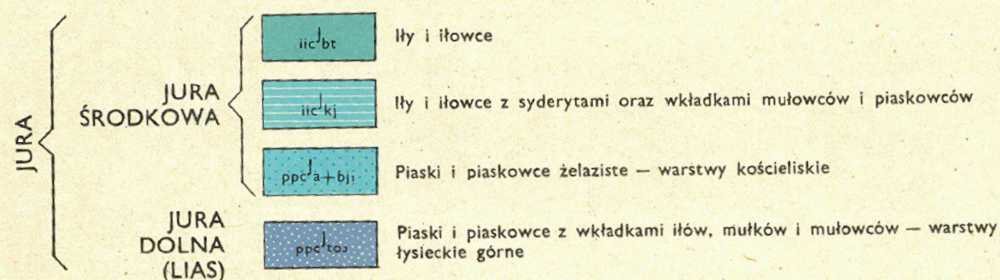 JURA
JURA
ŚRODKOWA
iicJbt
Iły i iłowce
iicJkj
Iły i iłowce z syderytami oraz wkładkami mułowców i piaskowców
ppcJa+bj1
Piaski i piaskowce żelaziste — warstwy kościeliskie
JURA
DOLNA
(LIAS)
ppcJto3
Piaski i piaskowce z wkładkami iłów, mułków i mułowców — warstwy
łysieckie górne